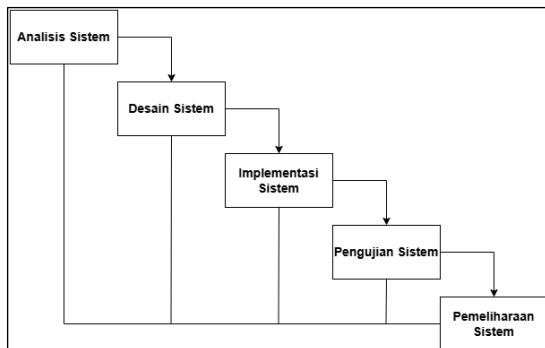 Analisis Sistem
Desain Sistem
Implementasi
Sistem
Pengujian Sistem
Pemeliharaan
Sistem